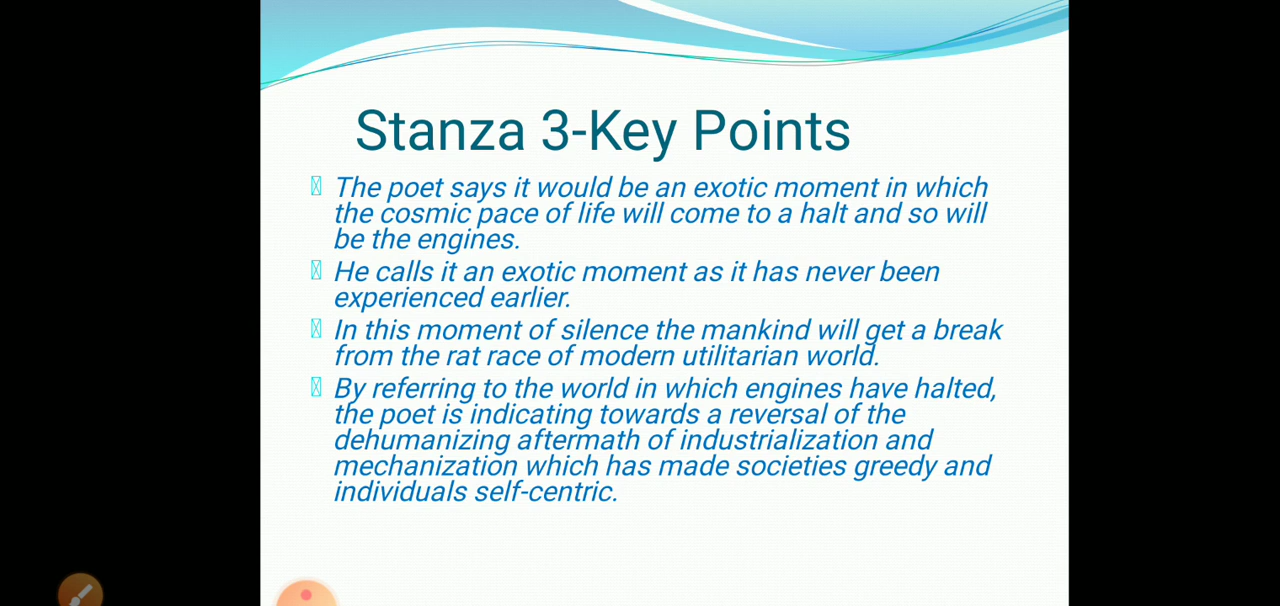 Stanza 3-Key Points
The poet says it would be an exotic moment in which
the cosmic pace of life will come to a halt and so will
be the engines.
He calls it an exotic moment as it has never been
experienced earlier.
In this moment of silence the mankind will get a break
from the rat race of modern utilitarian world.
By referring to the world in which engines have halted,
the poet is indicating towards a reversal of the
dehumanizing aftermath of industrialization and
mechanization which has made societies greedy and
individuals self-centric.